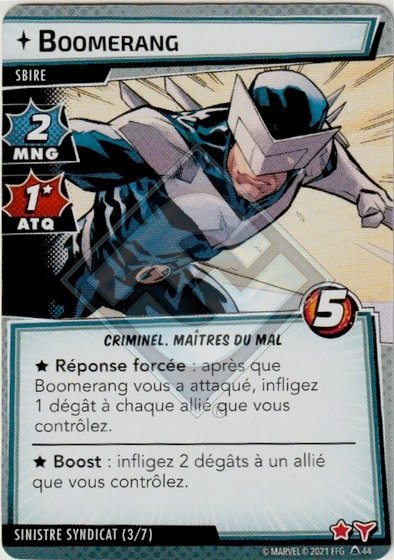 BOOMERANG
SBIRE
2
MNG
1★
ATQ
5
CRIMINEL. MAÎTRES DU MAL
★ Réponse forcée : après que
Boomerang vous a attaqué, infligez
1 dégât à chaque allié que vous
contrôlez.
★ Boost : infligez 2 dégâts à un allié
que vous contrôlez.
SINISTRE SYNDICAT (3/7)
© MARVEL © 2021 FFG 44